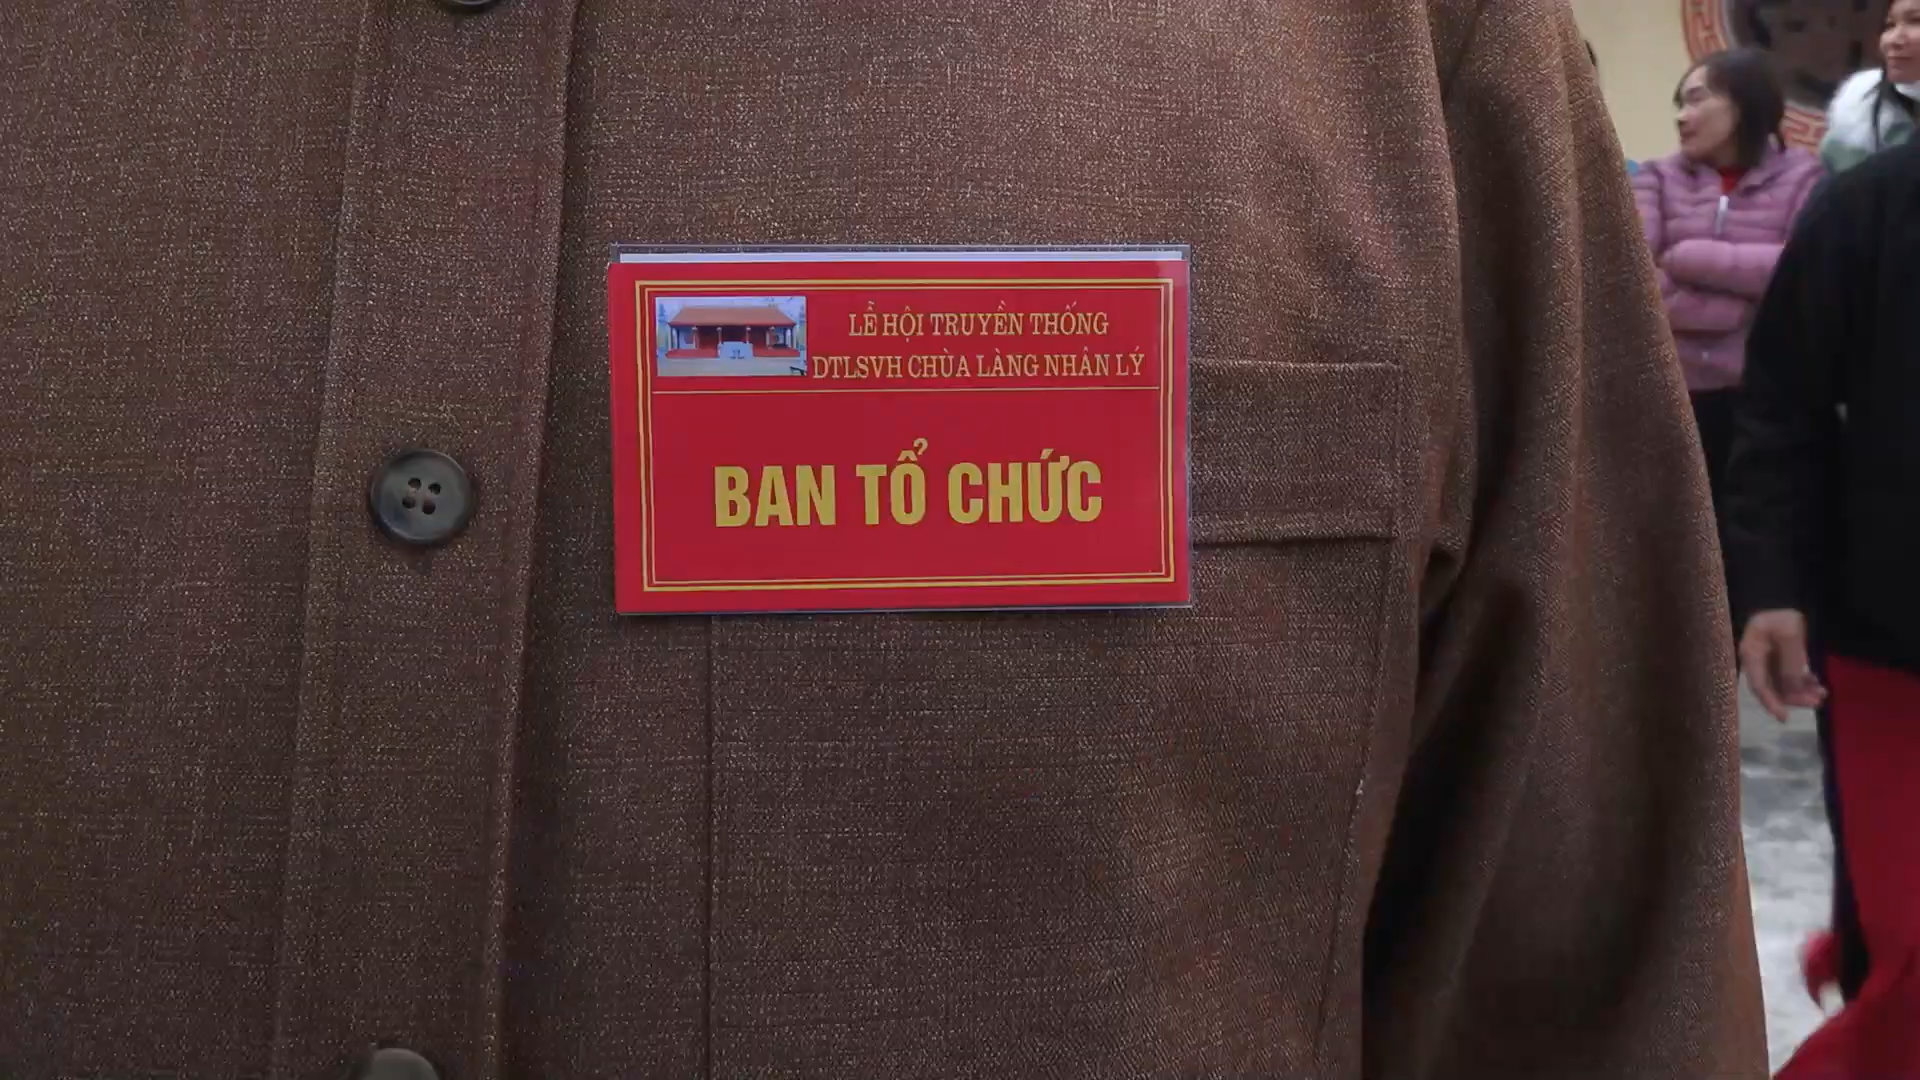 LỄ HỘI TRUYỀN THỐNG
DTLSVH CHÙA LÀNG NHÂN LÝ
BAN TỔ CHỨC